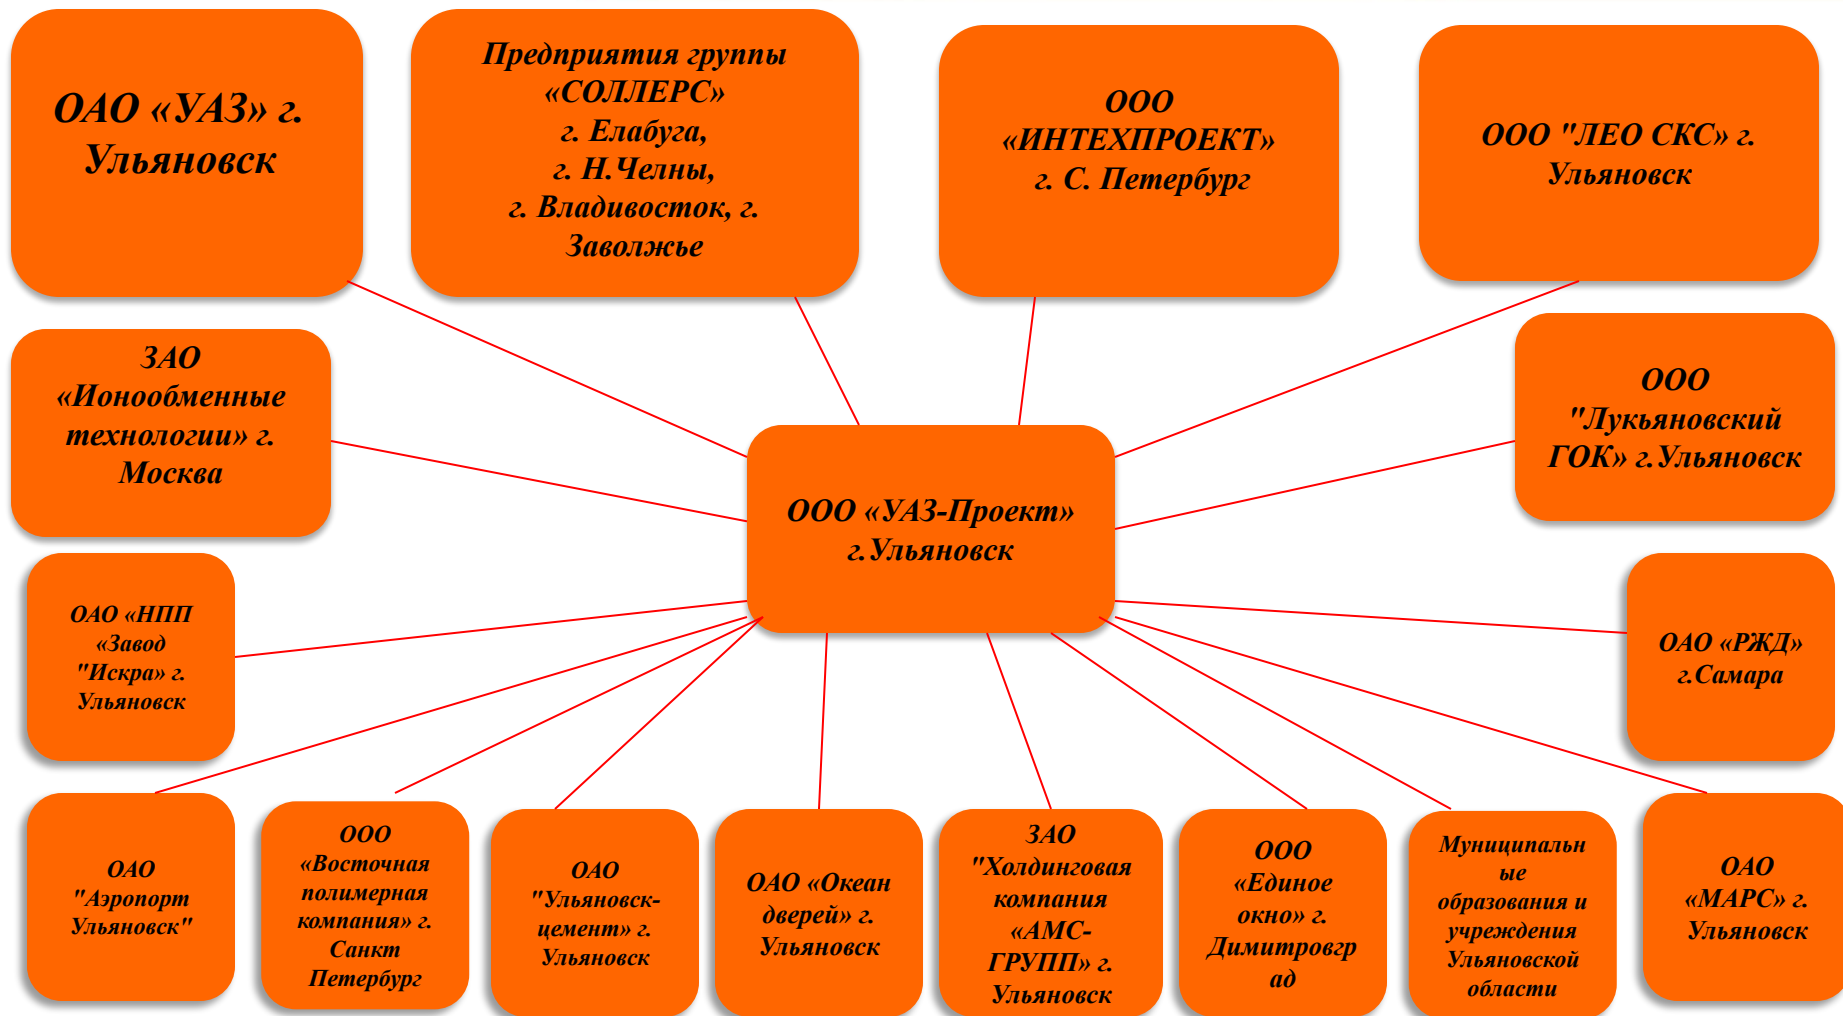 ОАО «УАЗ» г.
Ульяновск
Предприятия группы
«СОЛЛЕРС»
г. Елабуга,
г. Н.Челны,
г. Владивосток, г.
Заволжье
ООО
«ИНТЕХПРОЕКТ»
г. С. Петербург
ООО "ЛЕО СКС» г.
Ульяновск
ЗАО
«Ионообменные
технологии» г.
Москва
ООО
"Лукьяновский
ГОК» г.Ульяновск
ООО «УАЗ-Проект»
г.Ульяновск
ОАО «НПП
«Завод
"Искра» г.
Ульяновск
ОАО «РЖД»
г.Самара
ОАО
"Аэропорт
Ульяновск"
ООО
«Восточная
полимерная
компания» г.
Санкт
Петербург
ОАО
"Ульяновск-
цемент» г.
Ульяновск
ОАО «Океан
дверей» г.
Ульяновск
ЗАО
"Холдинговая
компания
«АМС-
ГРУПП» г.
Ульяновск
ООО
«Единое
окно» г.
Димитровгр
ад
Муниципальн
ые
образования и
учреждения
Ульяновской
области
ОАО
«МАРС» г.
Ульяновск